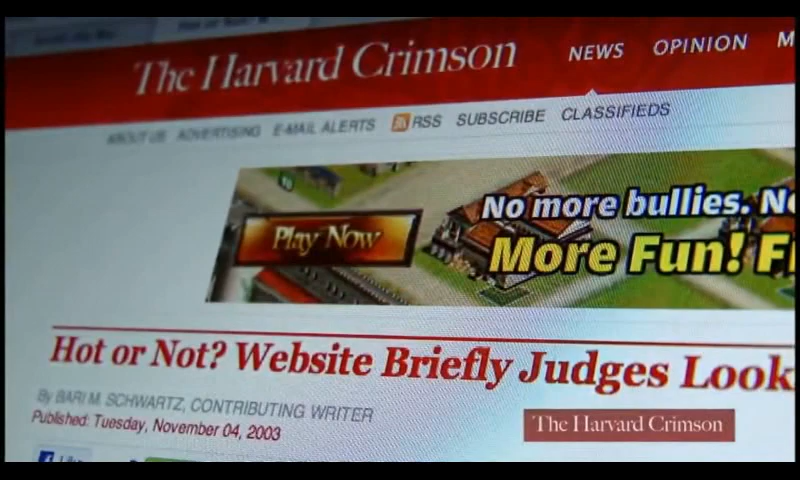 The Harvard Crimson
NEWS OPINION M
ABOUT US ADVERTISING E-MAIL ALERTS RSS SUBSCRIBE CLASSIFIEDS
No more bullies. No
Play Now
More Fun! F
Hot or Not? Website Briefly Judges Look
By BARI M. SCHWARTZ, CONTRIBUTING WRITER
Published: Tuesday, November 04, 2003
The Harvard Crimson
Like